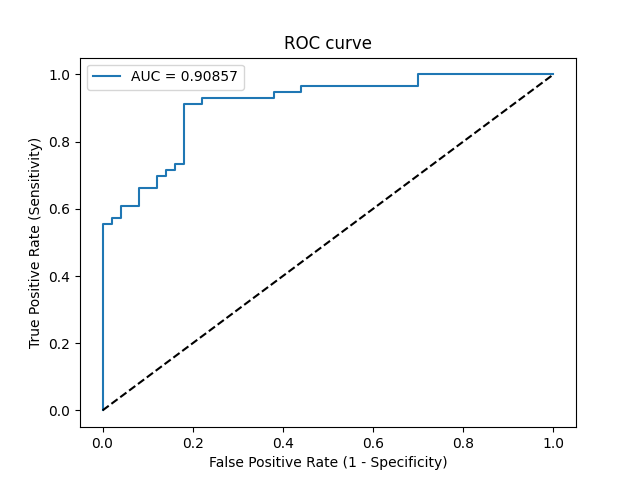 ROC curve
AUC = 0.90857
True Positive Rate (Sensitivity)
1.0
0.8
0.6
0.4
0.2
0.0
0.0 0.2 0.4 0.6 0.8 1.0
False Positive Rate (1 - Specificity)